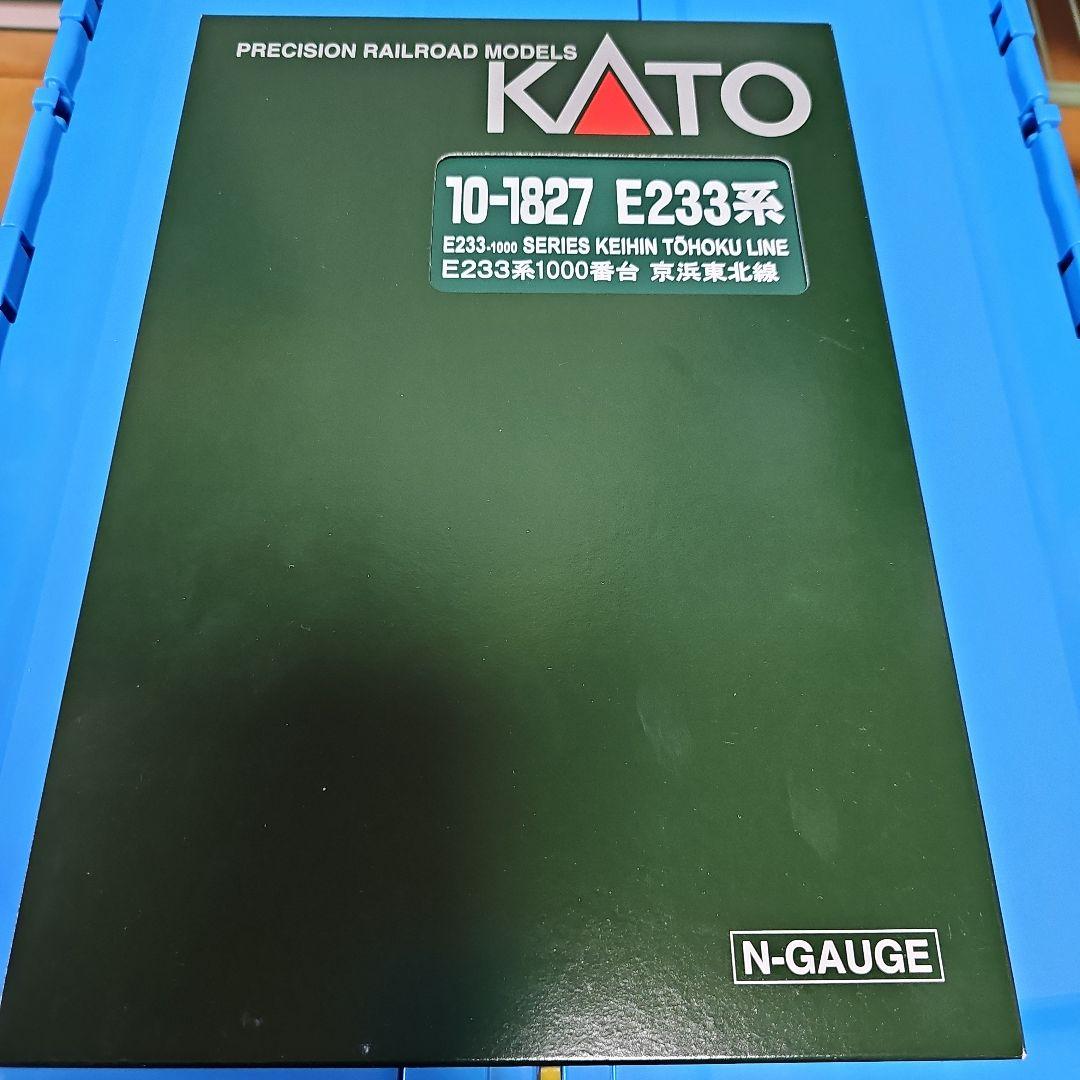 PRECISION RAILROAD MODELS
KATO
10-1827 E233系
E233-1000 SERIES KEIHIN TŌHOKU LINE
E233系1000番台 京浜東北線
N-GAUGE